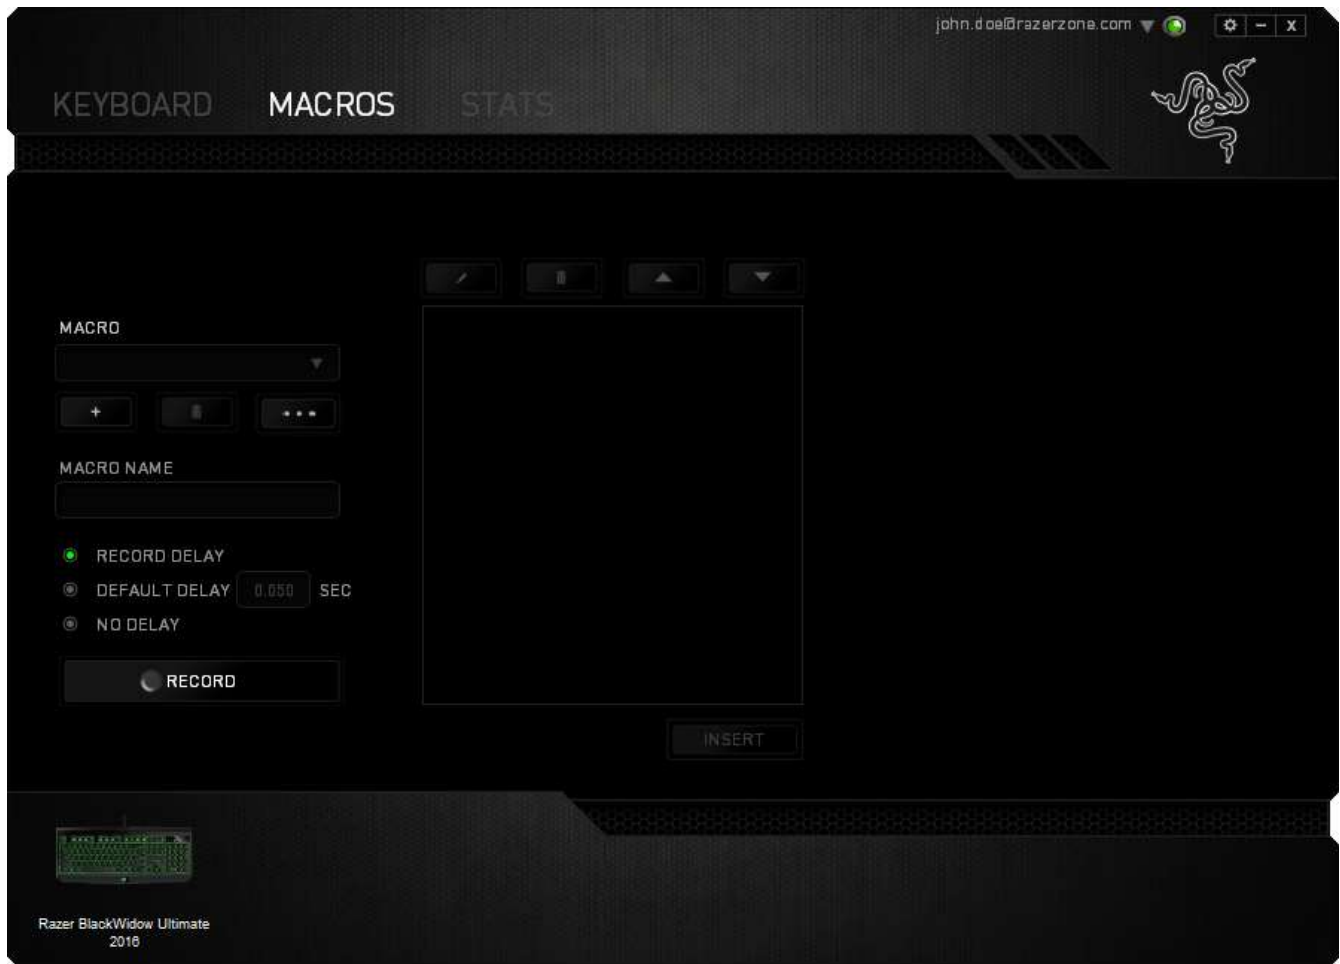 john.doe@razerzone.com
KEYBOARD MACROS STATS
MACRO
MACRO NAME
RECORD DELAY
DEFAULT DELAY 0.050 SEC
NO DELAY
RECORD
INSERT
Razer BlackWidow Ultimate
2016